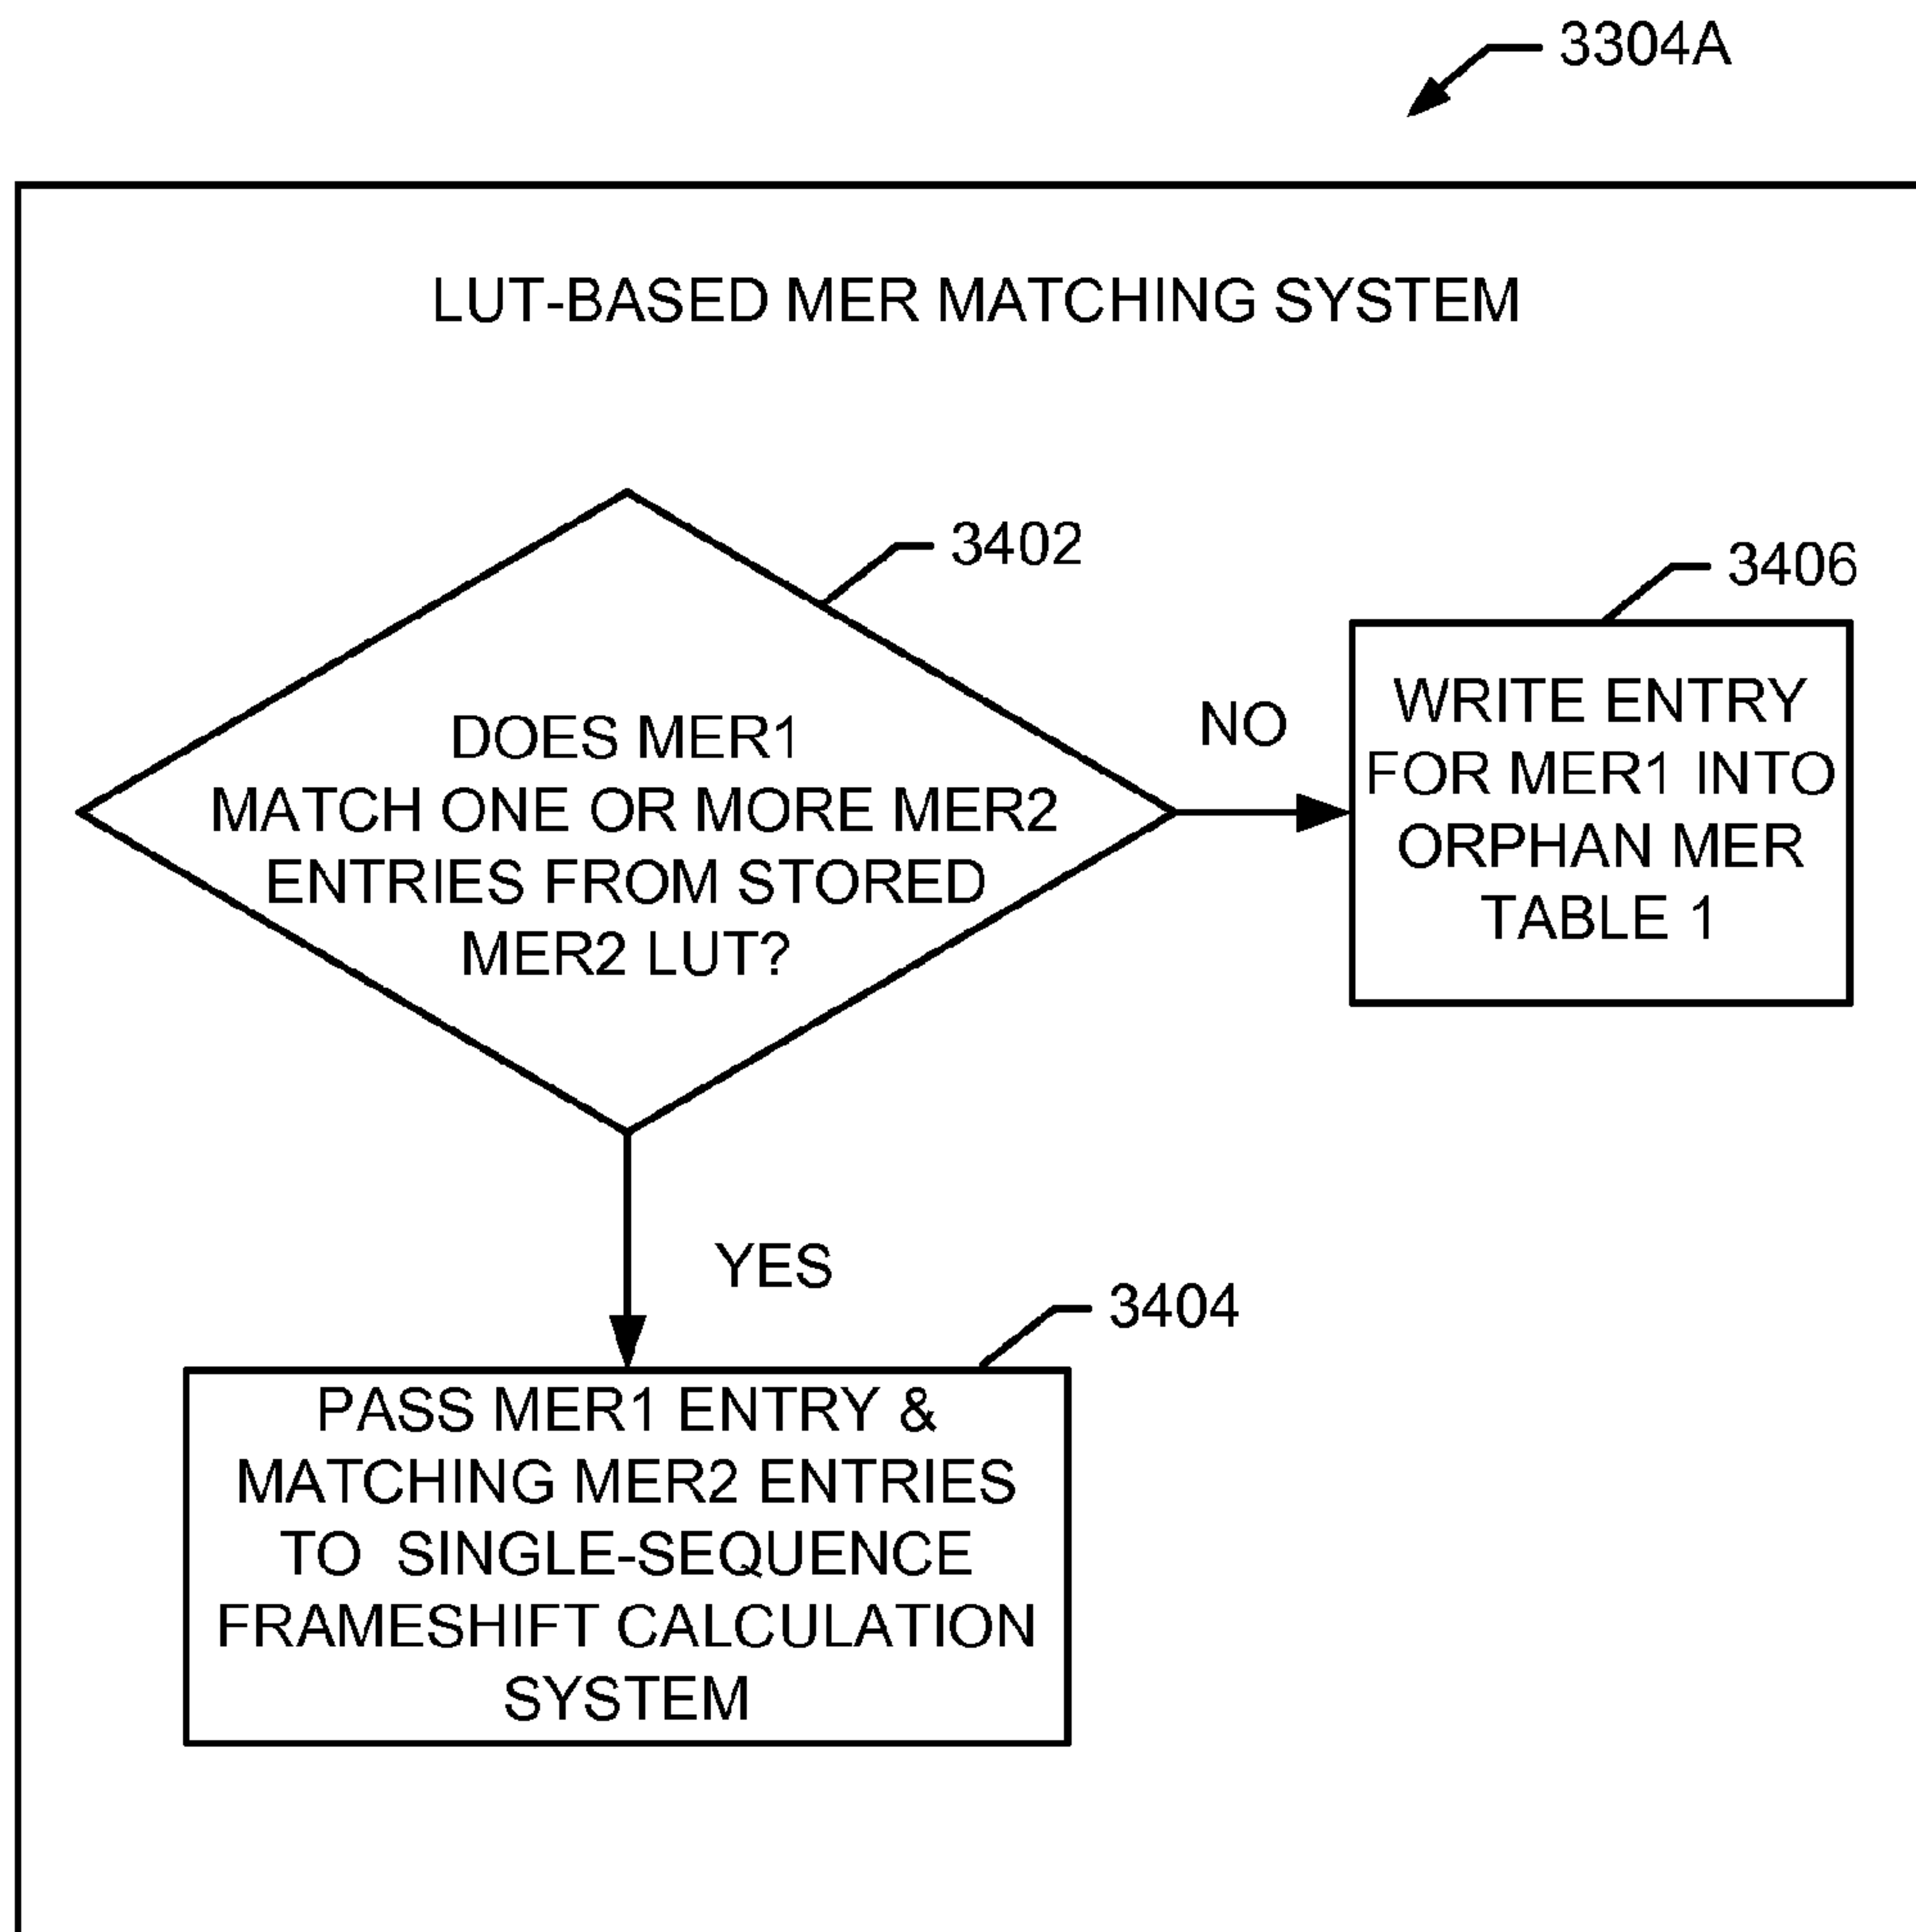 3304A
LUT-BASED MER MATCHING SYSTEM
3402
DOES MER1
MATCH ONE OR MORE MER2
ENTRIES FROM STORED
MER2 LUT?
NO
3406
WRITE ENTRY
FOR MER1 INTO
ORPHAN MER
TABLE 1
YES
3404
PASS MER1 ENTRY &
MATCHING MER2 ENTRIES
TO SINGLE-SEQUENCE
FRAMESHIFT CALCULATION
SYSTEM